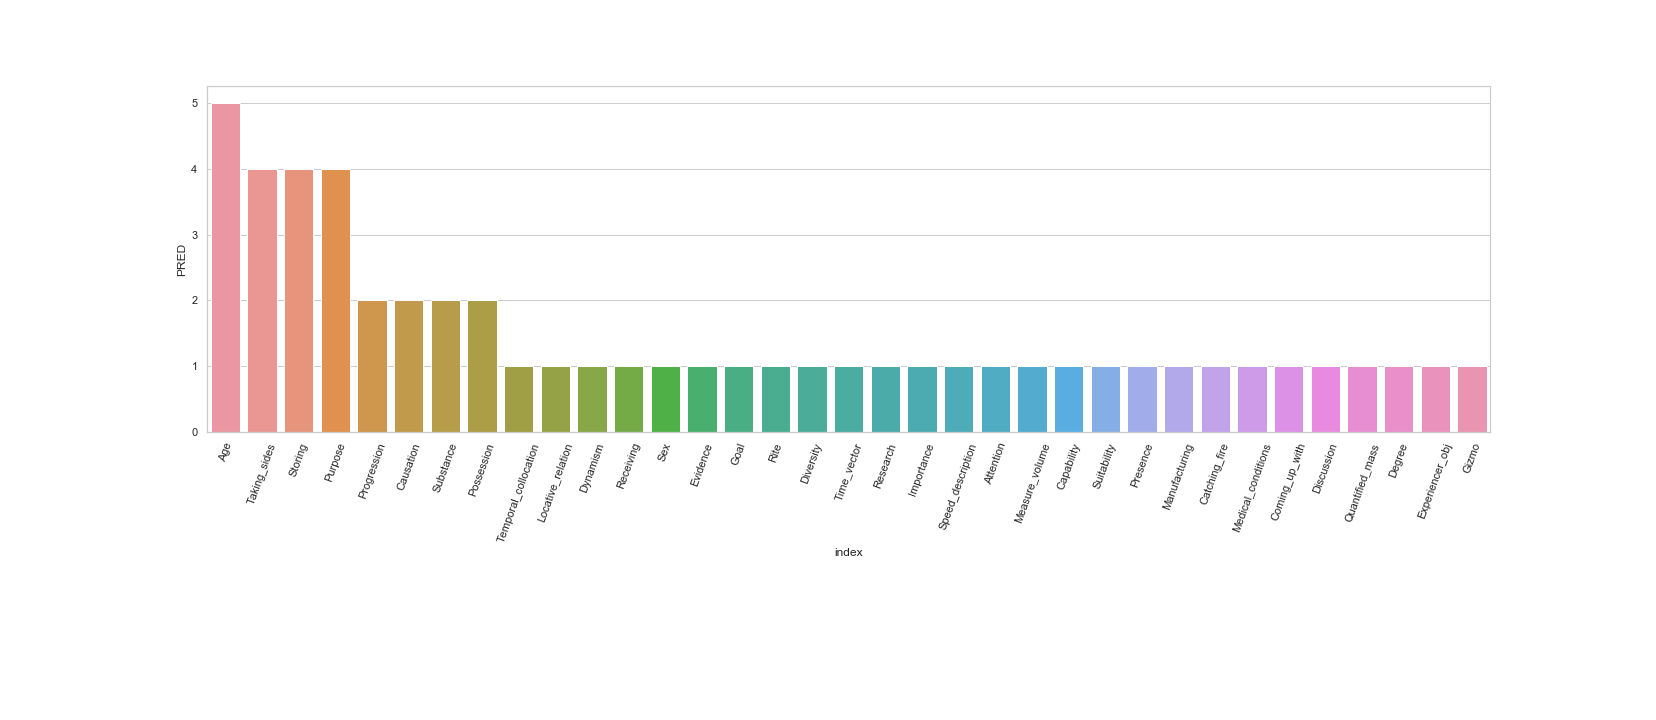 5
4
3
2
1
0
PRED
Age
Taking_sides
Storing
Purpose
Progression
Causation
Substance
Possession
Temporal_collocation
Locative_relation
Dynamism
Receiving
Sex
Evidence
Goal
Rite
Diversity
Time_vector
Research
Importance
Speed_description
Attention
Measure_volume
Capability
Suitability
Presence
Manufacturing
Catching_fire
Medical_conditions
Coming_up_with
Discussion
Quantified_mass
Degree
Experiencer_obj
Gizmo
index